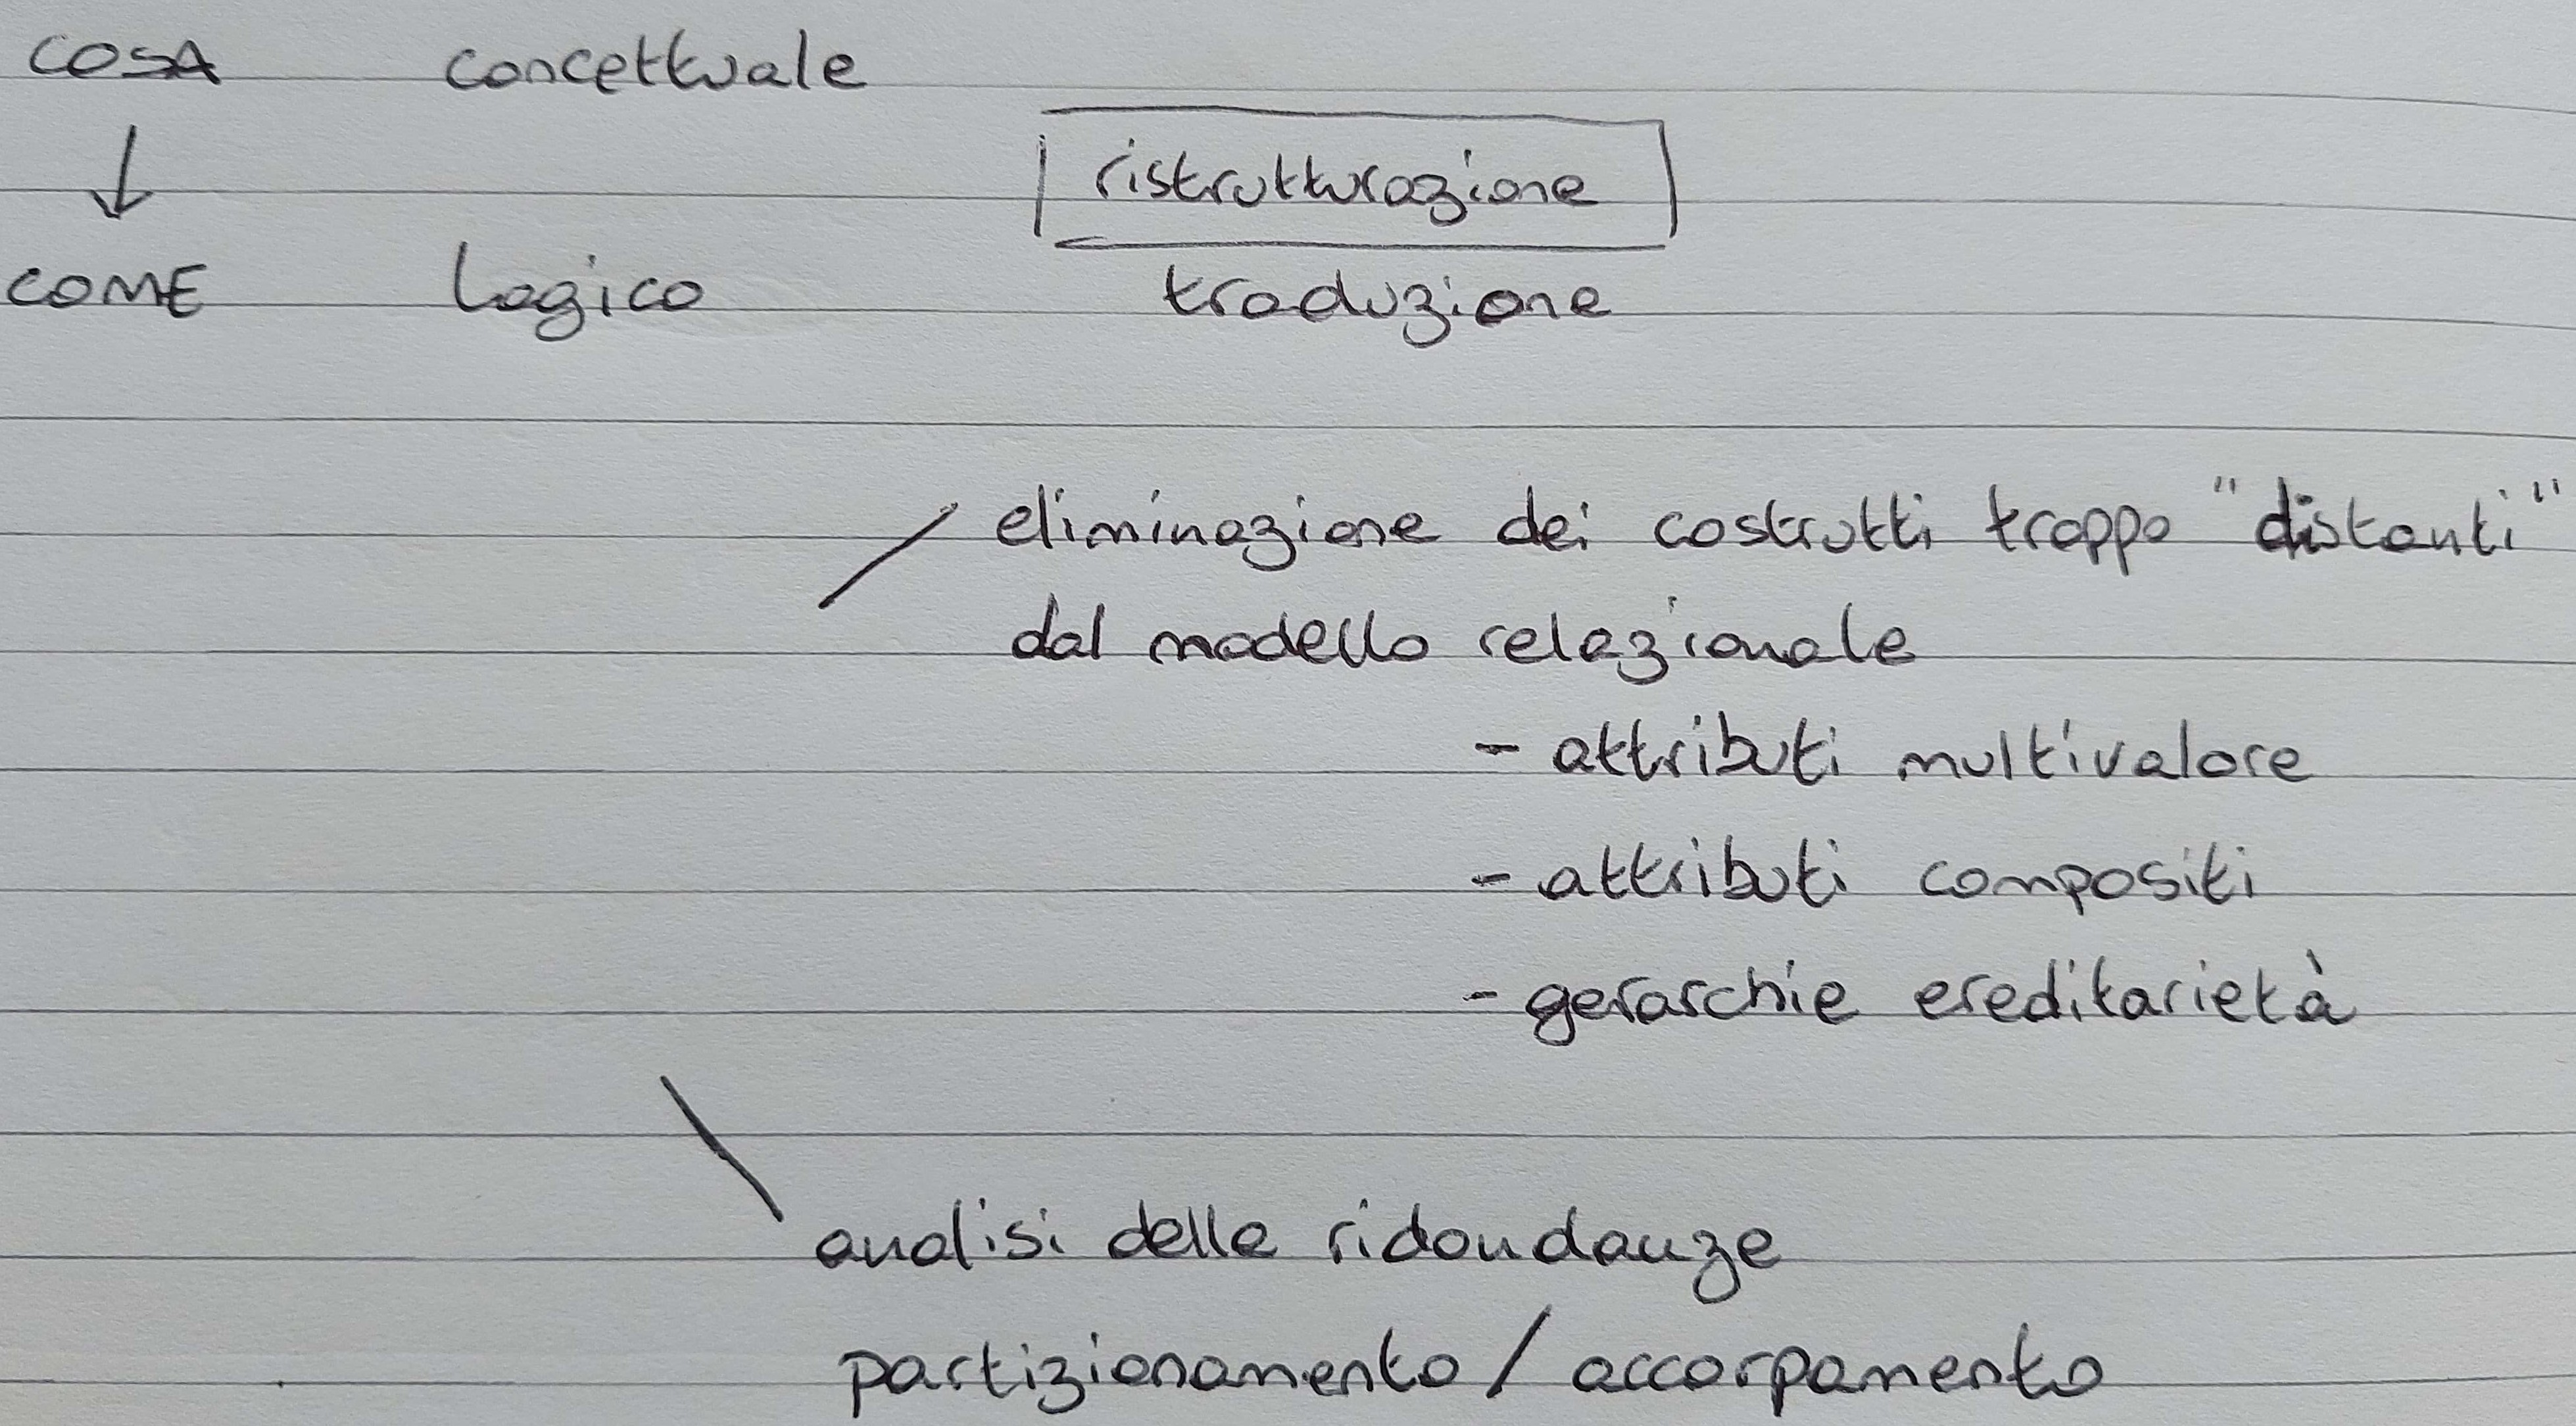 COSA concettuale
ristrutturazione
COME Logico
traduzione
eliminazione dei costrutti troppo "distanti"
dal modello relazionale
- attributi multivalore
- attributi compositi
- gerarchie ereditarietà
analisi delle ridondanze
partizionamento / accorpamento